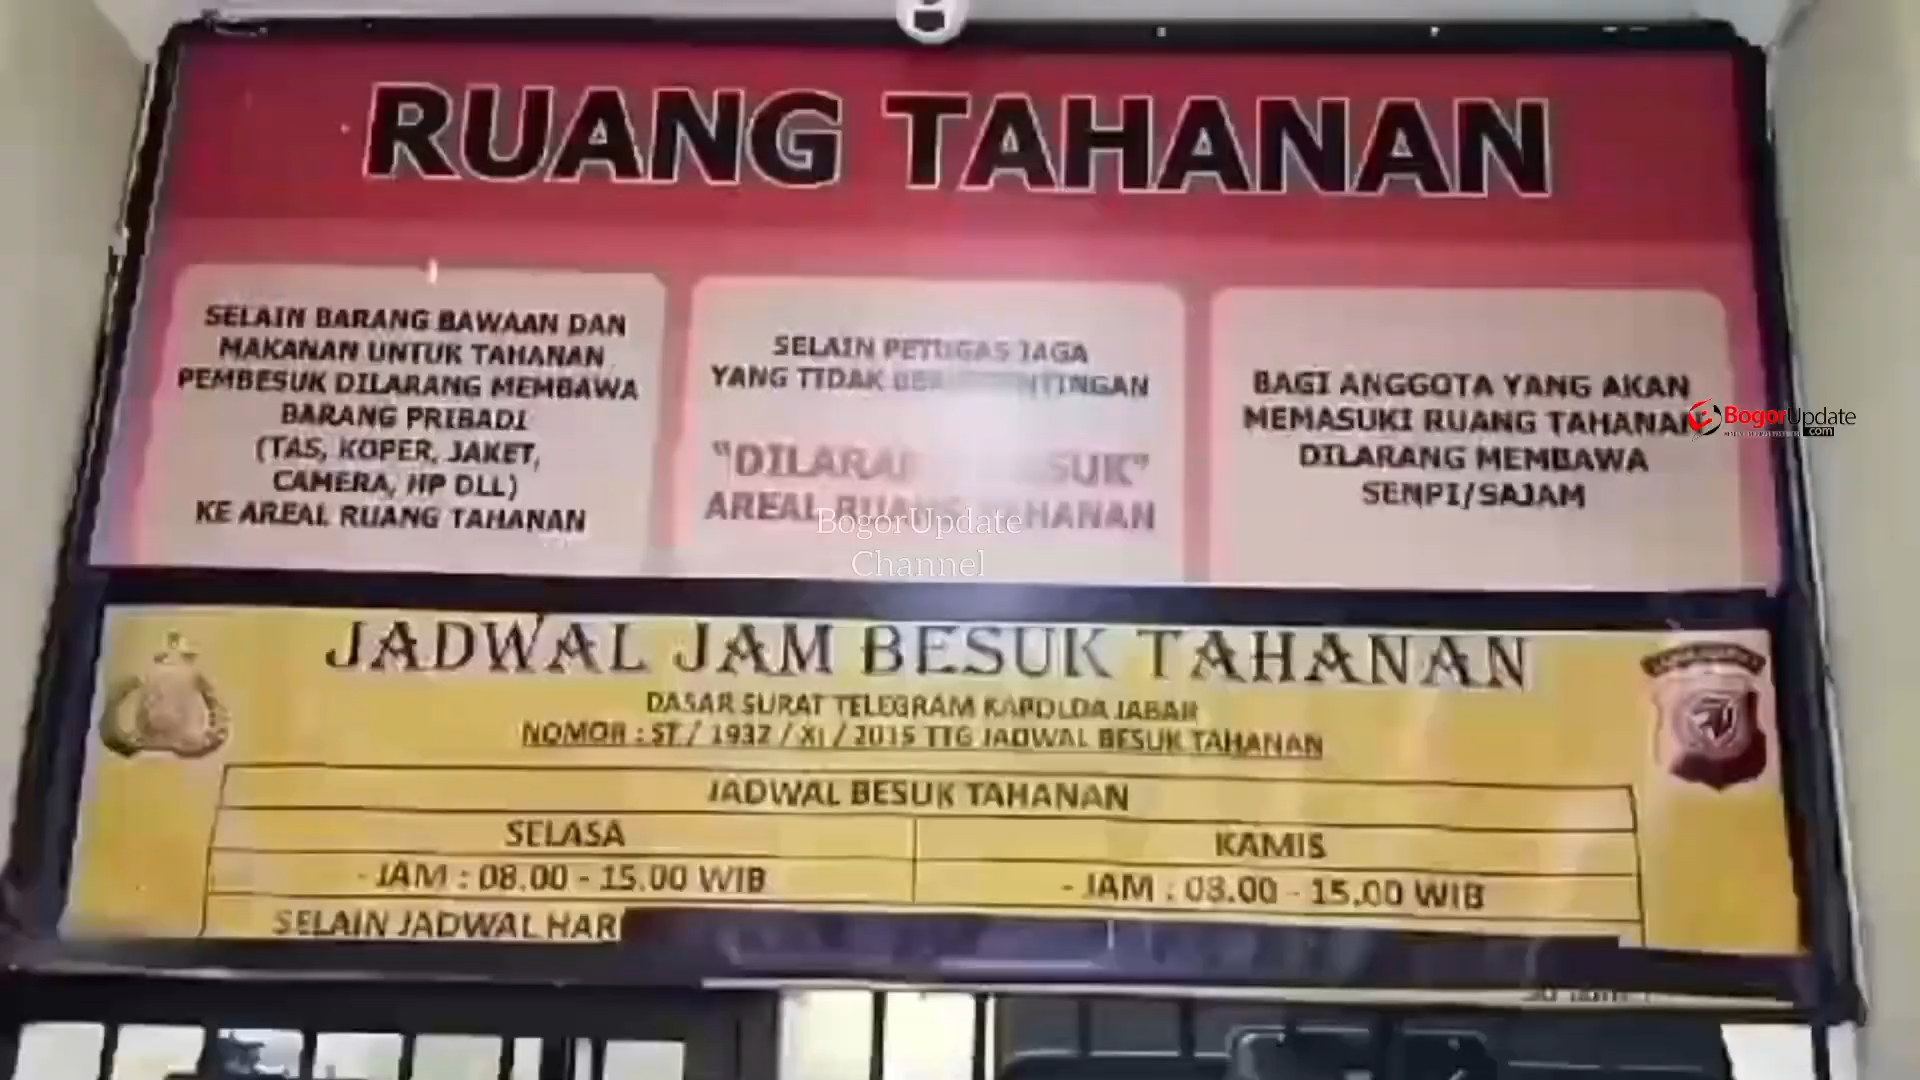 RUANG TAHANAN
SELAIN BARANG BAWAAN DAN
MAKANAN UNTUK TAHANAN
PEMBESUK DILARANG MEMBAWA
BARANG PRIBADI
(TAS, KOPER, JAKET,
CAMERA, HP DLL)
KE AREAL RUANG TAHANAN
SELAIN PETUGAS JAGA
YANG TIDAK
"DILARANG
AREAL RUANG TAHANAN
BAGI ANGGOTA YANG AKAN
MEMASUKI RUANG TAHANAN
DILARANG MEMBAWA
SENPI/SAJAM
BogorUpdate
.com
BogorUpdate
Channel
JADWAL JAM BESUK TAHANAN
DASAR SURAT TELEGRAM KAPOLDA JABAR
NOMOR : ST / 1932 / XI / 2015 TTG JADWAL BESUK TAHANAN
JADWAL BESUK TAHANAN
SELASA
KAMIS
- JAM : 08.00 - 15.00 WIB
- JAM : 08.00 - 15.00 WIB
SELAIN JADWAL HARI